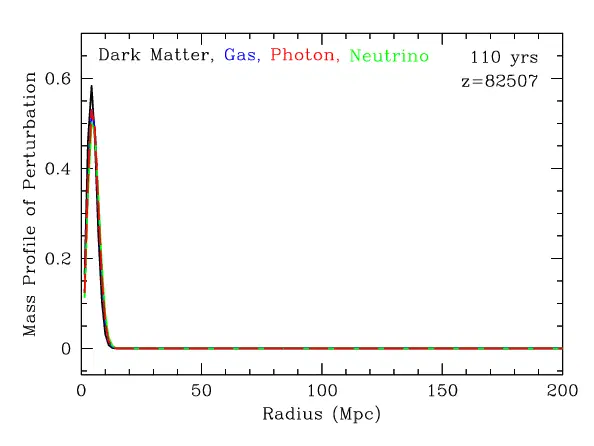 Dark Matter, Gas, Photon, Neutrino
110 yrs
z=82507
Mass Profile of Perturbation
0.6
0.4
0.2
0
0 50 100 150 200
Radius (Mpc)